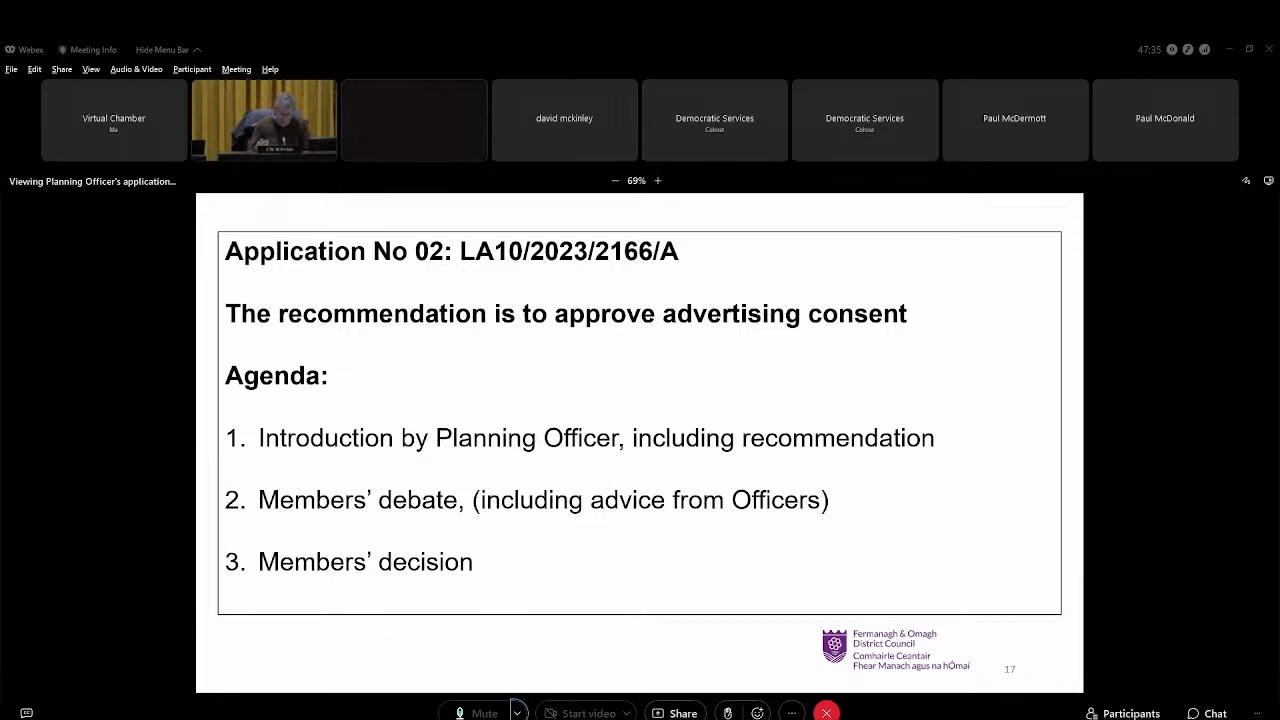 Webex Meeting Info Hide Menu Bar 47:35
File Edit Share View Audio & Video Participant Meeting Help
Virtual Chamber
Me
david mckinley
Democratic Services
Cohost
Democratic Services
Cohost
Paul McDermott
Paul McDonald
Viewing Planning Officer's application...
69%
Application No 02: LA10/2023/2166/A
The recommendation is to approve advertising consent
Agenda:
1. Introduction by Planning Officer, including recommendation
2. Members’ debate, (including advice from Officers)
3. Members’ decision
Fermanagh & Omagh
District Council
Comhairle Ceantair
Fhear Manach agus na hÓmaí
17
Mute Start video Share Participants Chat